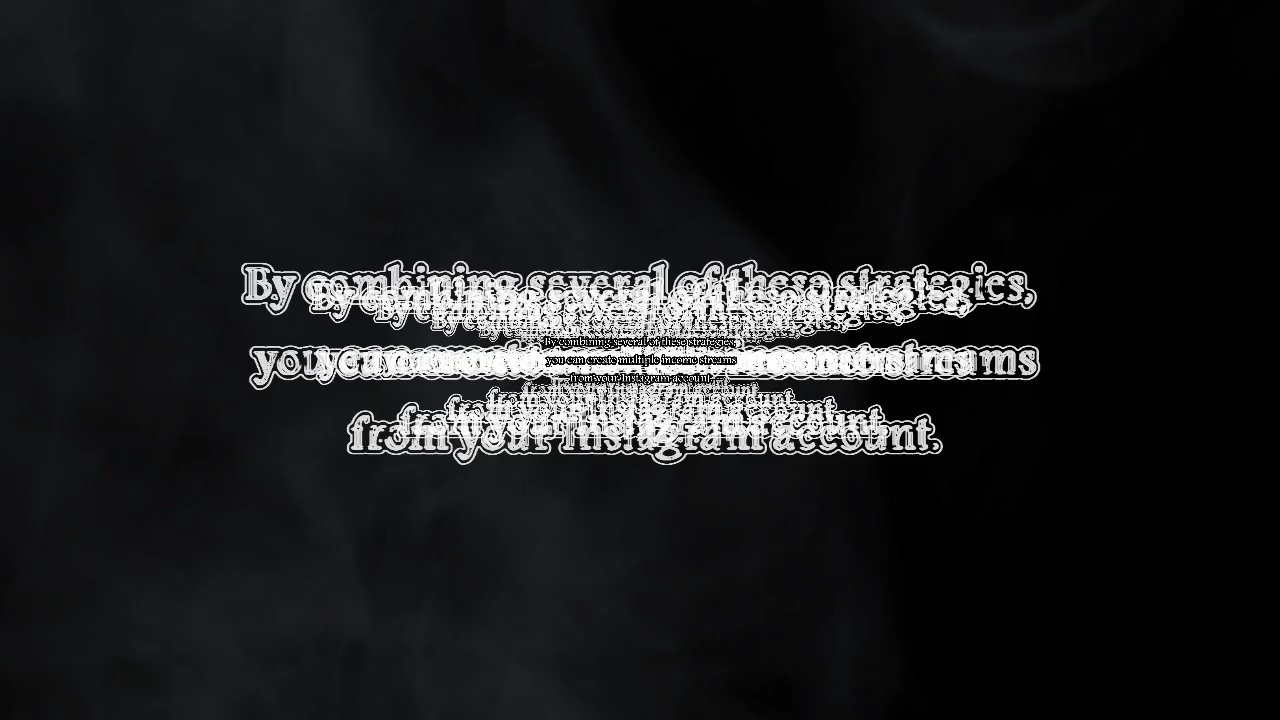 By combining several of these strategies,
you can create multiple income streams
from your Instagram account.